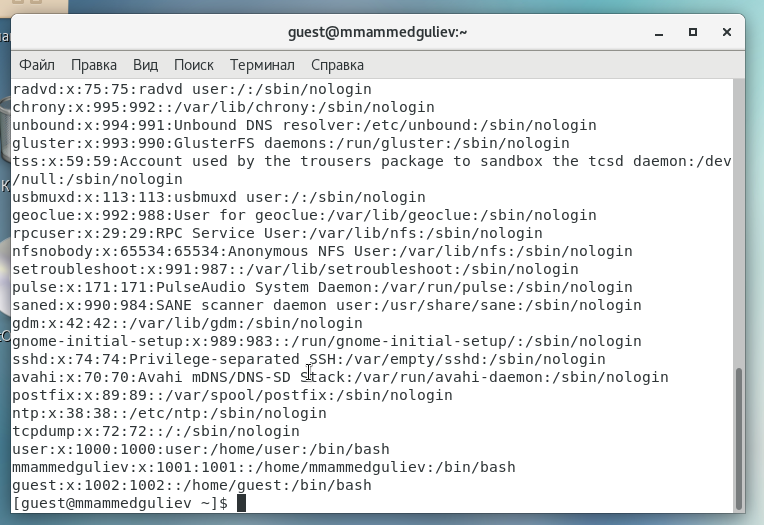 guest@mmammedguliev:~
Файл Правка Вид Поиск Терминал Справка
radvd:x:75:75:radvd user:/:/sbin/nologin
chrony:x:995:992::/var/lib/chrony:/sbin/nologin
unbound:x:994:991:Unbound DNS resolver:/etc/unbound:/sbin/nologin
gluster:x:993:990:GlusterFS daemons:/run/gluster:/sbin/nologin
tss:x:59:59:Account used by the trousers package to sandbox the tcsd daemon:/dev
/null:/sbin/nologin
usbmuxd:x:113:113:usbmuxd user:/:/sbin/nologin
geoclue:x:992:988:User for geoclue:/var/lib/geoclue:/sbin/nologin
rpcuser:x:29:29:RPC Service User:/var/lib/nfs:/sbin/nologin
nfsnobody:x:65534:65534:Anonymous NFS User:/var/lib/nfs:/sbin/nologin
setroubleshoot:x:991:987::/var/lib/setroubleshoot:/sbin/nologin
pulse:x:171:171:PulseAudio System Daemon:/var/run/pulse:/sbin/nologin
saned:x:990:984:SANE scanner daemon user:/usr/share/sane:/sbin/nologin
gdm:x:42:42::/var/lib/gdm:/sbin/nologin
gnome-initial-setup:x:989:983::/run/gnome-initial-setup/:/sbin/nologin
sshd:x:74:74:Privilege-separated SSH:/var/empty/sshd:/sbin/nologin
avahi:x:70:70:Avahi mDNS/DNS-SD Stack:/var/run/avahi-daemon:/sbin/nologin
postfix:x:89:89::/var/spool/postfix:/sbin/nologin
ntp:x:38:38::/etc/ntp:/sbin/nologin
tcpdump:x:72:72::/:/sbin/nologin
user:x:1000:1000:user:/home/user:/bin/bash
mmammedguliev:x:1001:1001::/home/mmammedguliev:/bin/bash
guest:x:1002:1002::/home/guest:/bin/bash
[guest@mmammedguliev ~]$